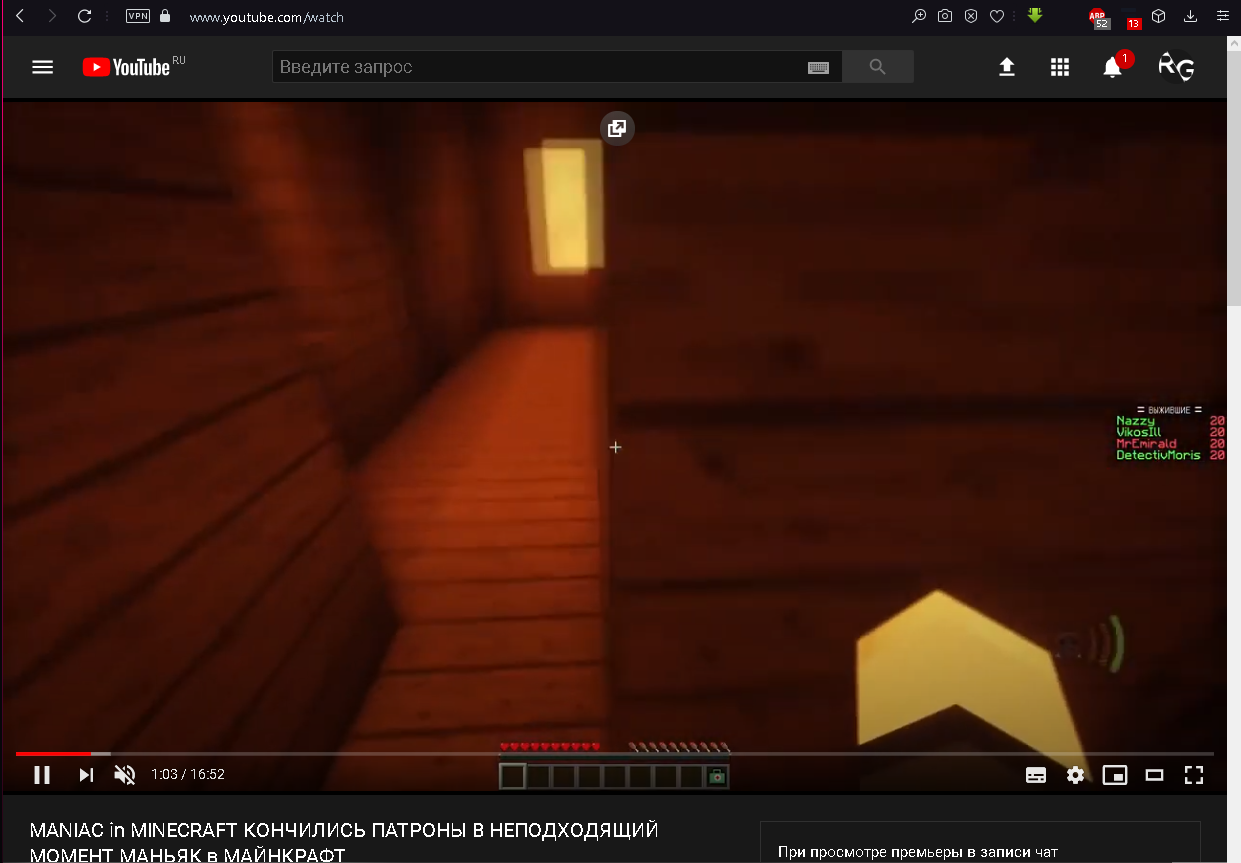 VPN
www.youtube.com/watch
ABP
52
13
YouTube RU
Введите запрос
1
RG
= ВЫЖИВШИЕ =
Nazzy 20
VikosIll 20
MrEmirald 20
DetectivMoris 20
1:03 / 16:52
MANIAC in MINECRAFT КОНЧИЛИСЬ ПАТРОНЫ В НЕПОДХОДЯЩИЙ
МОМЕНТ МАНЬЯК в МАЙНКРАФТ
При просмотре премьеры в записи чат